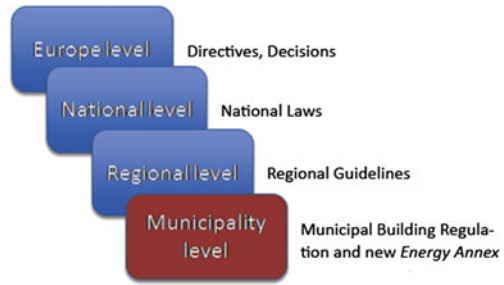 Europe level
Directives, Decisions
National level
National Laws
Regional level
Regional Guidelines
Municipality
level
Municipal Building Regula-
tion and new Energy Annex